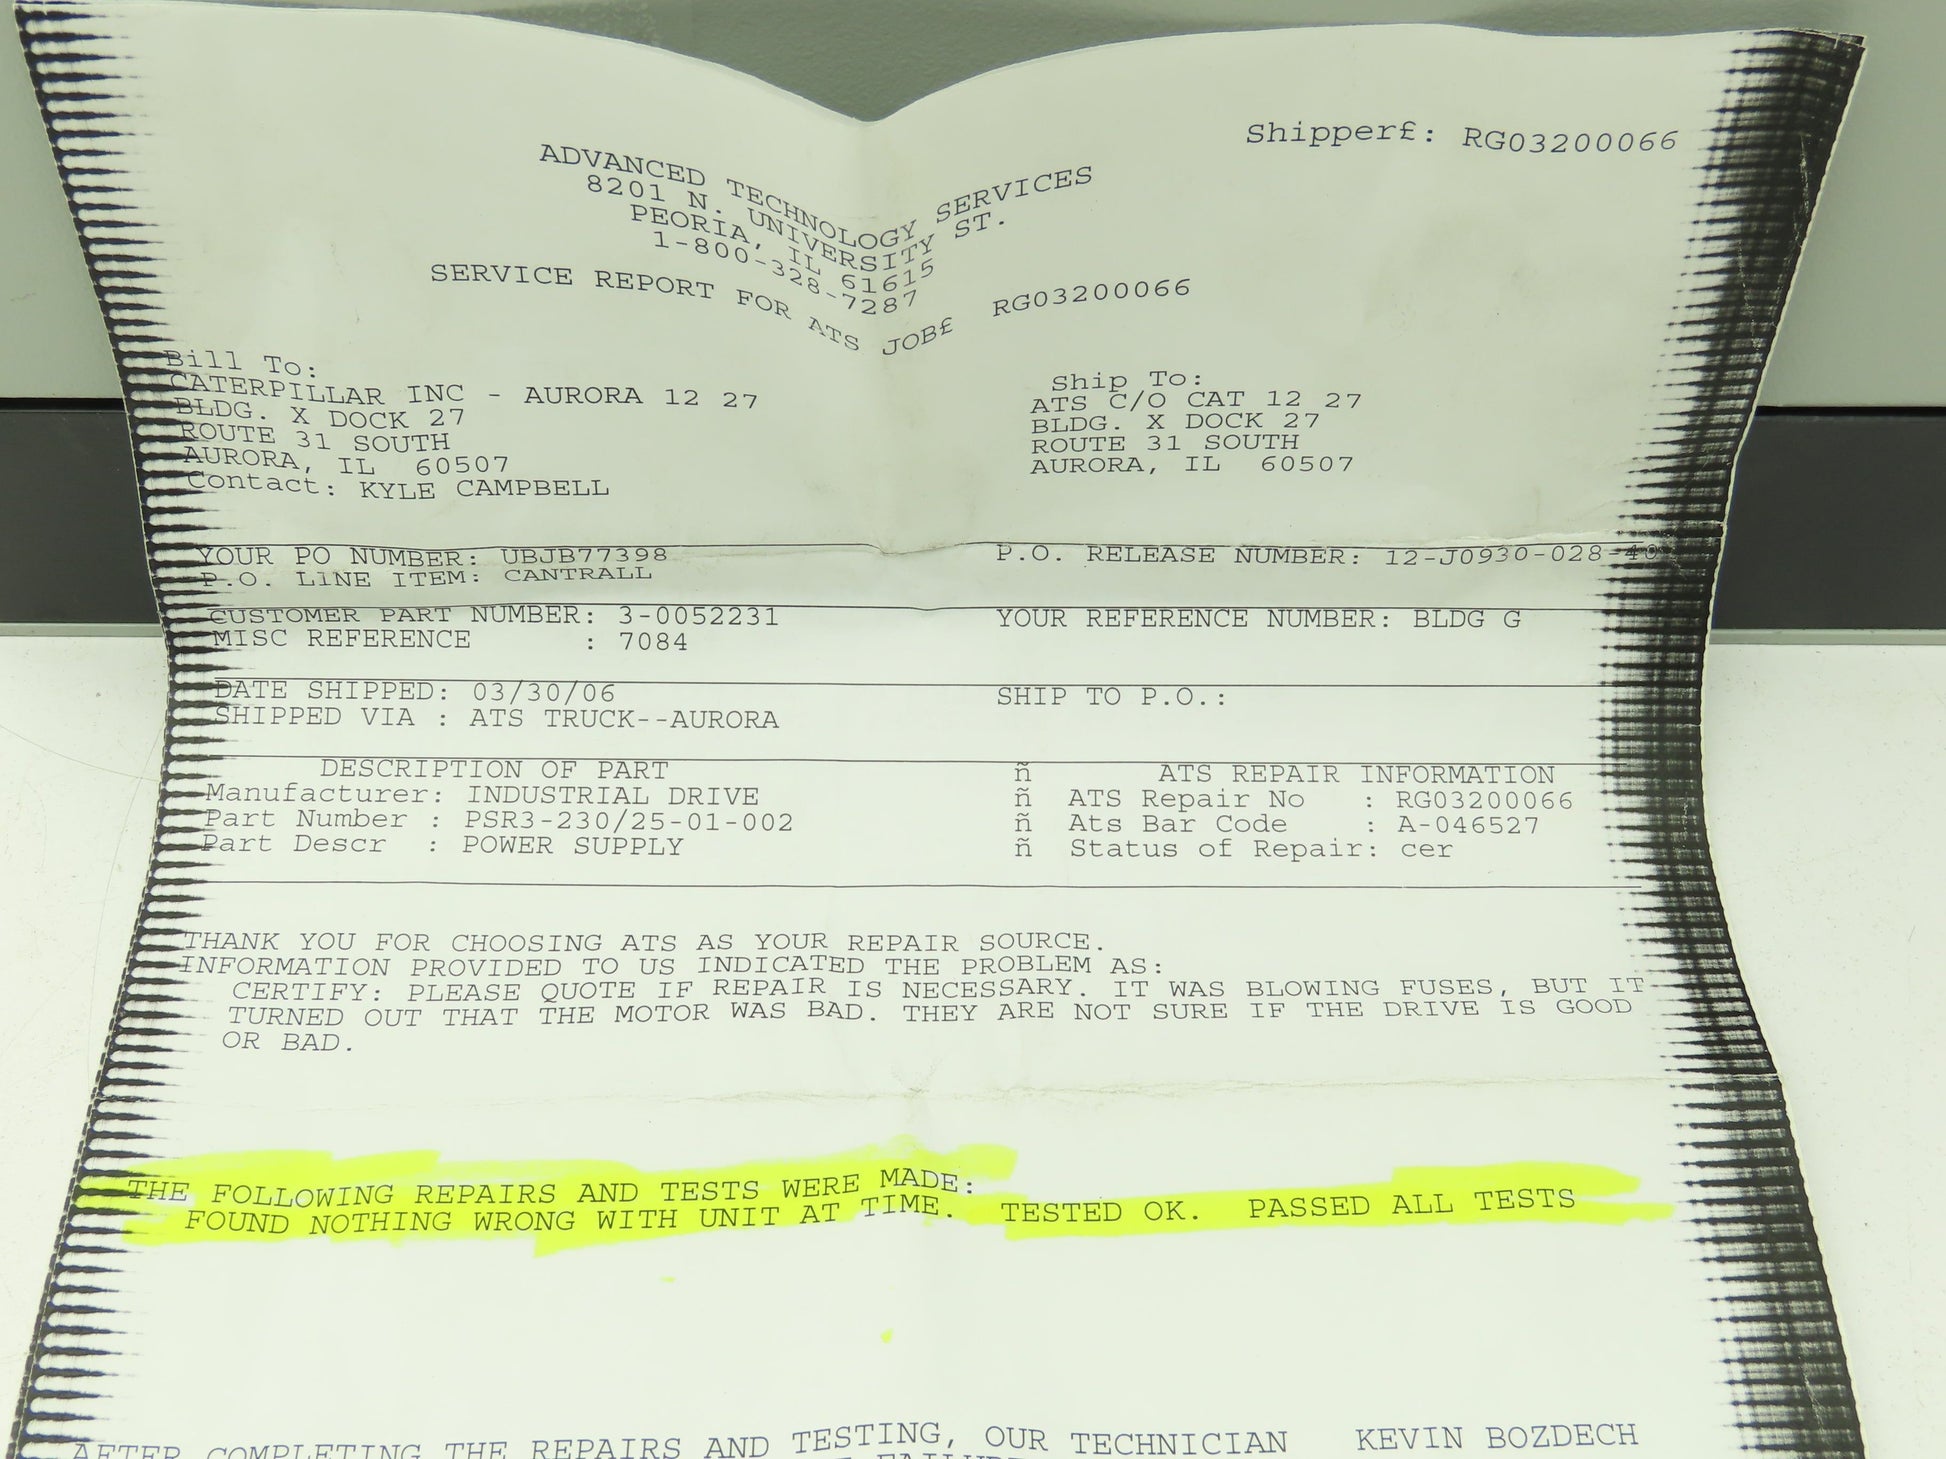 Shipper£: RG03200066
ADVANCED TECHNOLOGY SERVICES
8201 N. UNIVERSITY ST.
PEORIA, IL 61615
1-800-328-7287
SERVICE REPORT FOR ATS JOB£ RG03200066
Bill To:
CATERPILLAR INC - AURORA 12 27
BLDG. X DOCK 27
ROUTE 31 SOUTH
AURORA, IL 60507
Contact: KYLE CAMPBELL
Ship To:
ATS C/O CAT 12 27
BLDG. X DOCK 27
ROUTE 31 SOUTH
AURORA, IL 60507
YOUR PO NUMBER: UBJB77398 P.O. RELEASE NUMBER: 12-J0930-028-40
P.O. LINE ITEM: CANTRALL
CUSTOMER PART NUMBER: 3-0052231 YOUR REFERENCE NUMBER: BLDG G
MISC REFERENCE : 7084
DATE SHIPPED: 03/30/06 SHIP TO P.O.:
SHIPPED VIA : ATS TRUCK--AURORA
DESCRIPTION OF PART ñ ATS REPAIR INFORMATION
Manufacturer: INDUSTRIAL DRIVE ñ ATS Repair No : RG03200066
Part Number : PSR3-230/25-01-002 ñ Ats Bar Code : A-046527
Part Descr : POWER SUPPLY ñ Status of Repair: cer
THANK YOU FOR CHOOSING ATS AS YOUR REPAIR SOURCE.
INFORMATION PROVIDED TO US INDICATED THE PROBLEM AS:
CERTIFY: PLEASE QUOTE IF REPAIR IS NECESSARY. IT WAS BLOWING FUSES, BUT IT
TURNED OUT THAT THE MOTOR WAS BAD. THEY ARE NOT SURE IF THE DRIVE IS GOOD
OR BAD.
THE FOLLOWING REPAIRS AND TESTS WERE MADE:
FOUND NOTHING WRONG WITH UNIT AT TIME. TESTED OK. PASSED ALL TESTS
AFTER COMPLETING THE REPAIRS AND TESTING, OUR TECHNICIAN KEVIN BOZDECH